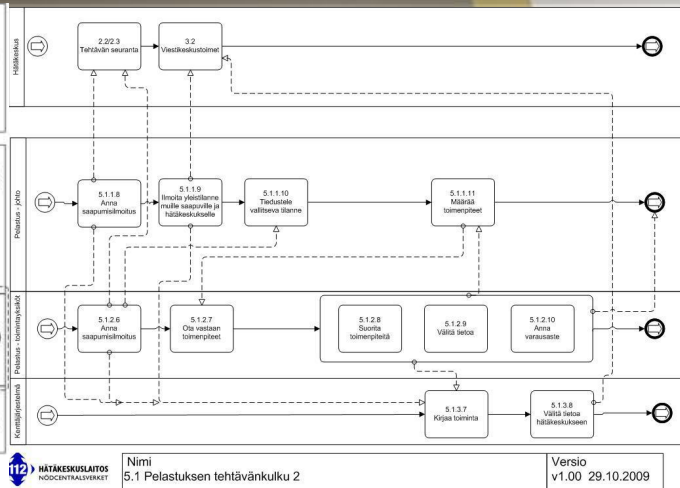 Hätäkeskus
2.2/2.3
Tehtävän seuranta
3.2
Viestikeskustoimet
Pelastus - johto
5.1.1.8
Anna
saapumisilmoitus
5.1.1.9
Ilmoita yleistilanne
muille saapuville ja
hätäkeskukselle
5.1.1.10
Tiedustele
vallitseva tilanne
5.1.1.11
Määrää
toimenpiteet
Pelastus - toimintayksiköt
5.1.2.6
Anna
saapumisilmoitus
5.1.2.7
Ota vastaan
toimenpiteet
5.1.2.8
Suorita
toimenpiteitä
5.1.2.9
Välitä tietoa
5.1.2.10
Anna
varausaste
Kenttäjärjestelmä
5.1.3.7
Kirjaa toiminta
5.1.3.8
Välitä tietoa
hätäkeskukseen
112
HÄTÄKESKUSLAITOS
NÖDCENTRALSVERKET
Nimi
5.1 Pelastuksen tehtävänkulku 2
Versio
v1.00 29.10.2009